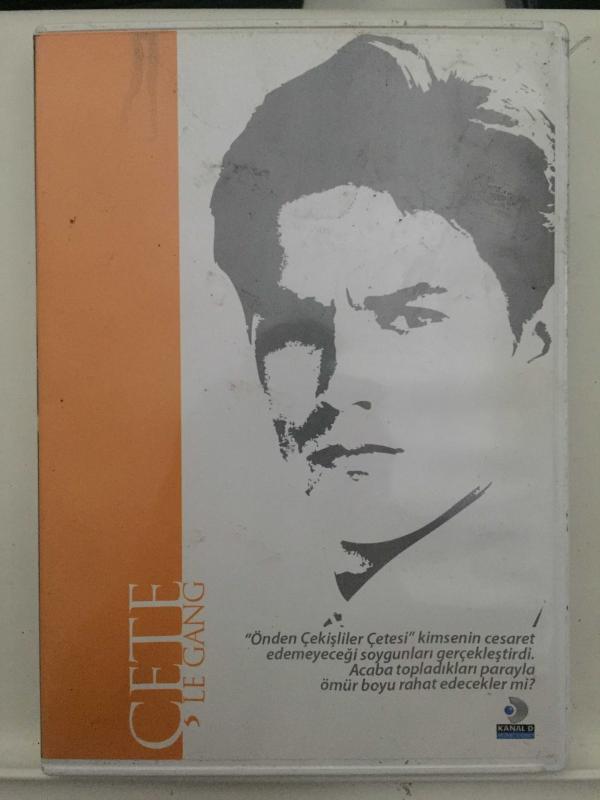 ÇETE
LE GANG
"Önden Çekişliler Çetesi" kimsenin cesaret
edemeyeceği soygunları gerçekleştirdi.
Acaba topladıkları parayla
ömür boyu rahat edecekler mi?
KANAL D